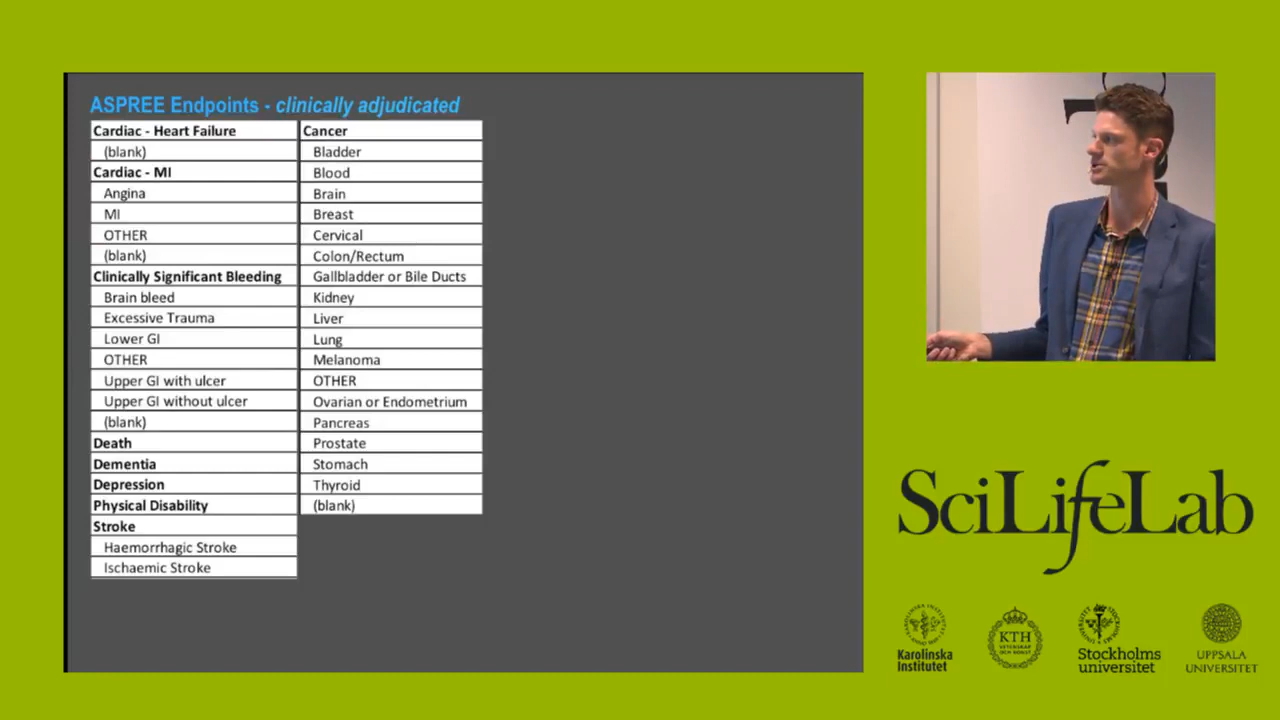 ASPREE Endpoints - clinically adjudicated
Cardiac - Heart Failure
(blank)
Cardiac - MI
Angina
MI
OTHER
(blank)
Clinically Significant Bleeding
Brain bleed
Excessive Trauma
Lower GI
OTHER
Upper GI with ulcer
Upper GI without ulcer
(blank)
Death
Dementia
Depression
Physical Disability
Stroke
Haemorrhagic Stroke
Ischaemic Stroke
Cancer
Bladder
Blood
Brain
Breast
Cervical
Colon/Rectum
Gallbladder or Bile Ducts
Kidney
Liver
Lung
Melanoma
OTHER
Ovarian or Endometrium
Pancreas
Prostate
Stomach
Thyroid
(blank)
SciLifeLab
Karolinska
Institutet
KTH
Stockholms
universitet
UPPSALA
UNIVERSITET